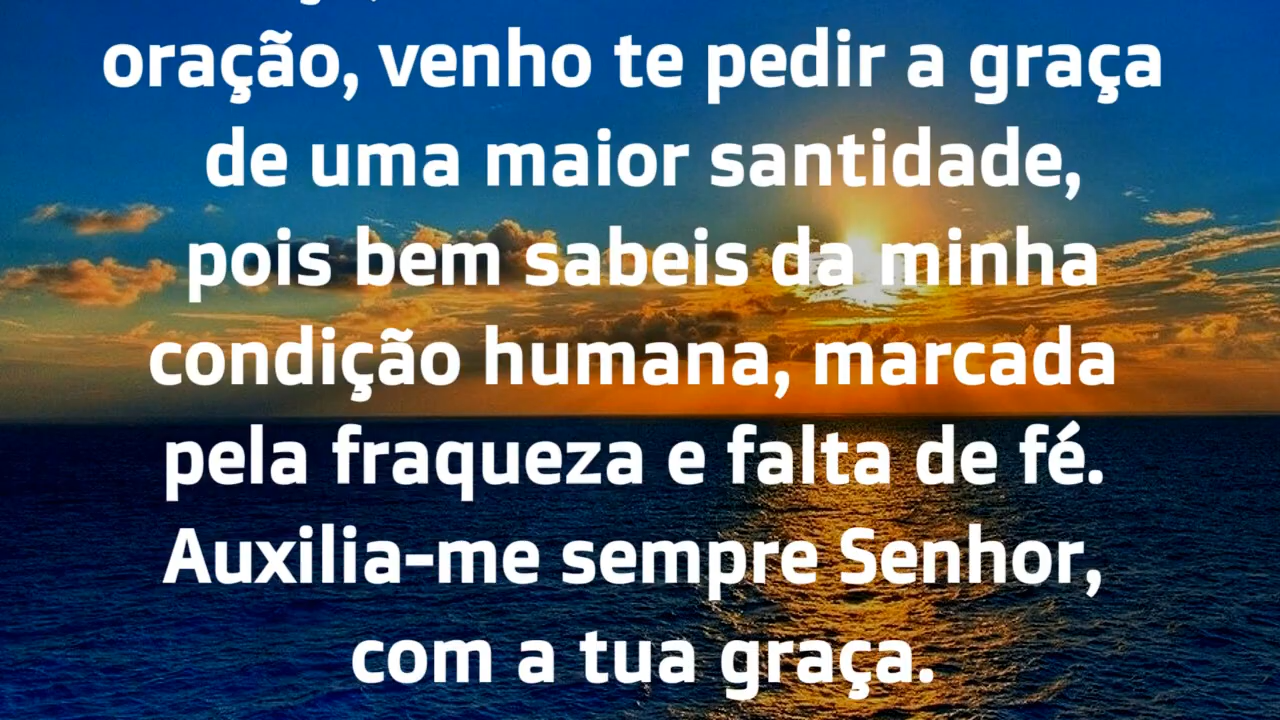 oração, venho te pedir a graça
de uma maior santidade,
pois bem sabeis da minha
condição humana, marcada
pela fraqueza e falta de fé.
Auxilia-me sempre Senhor,
com a tua graça.